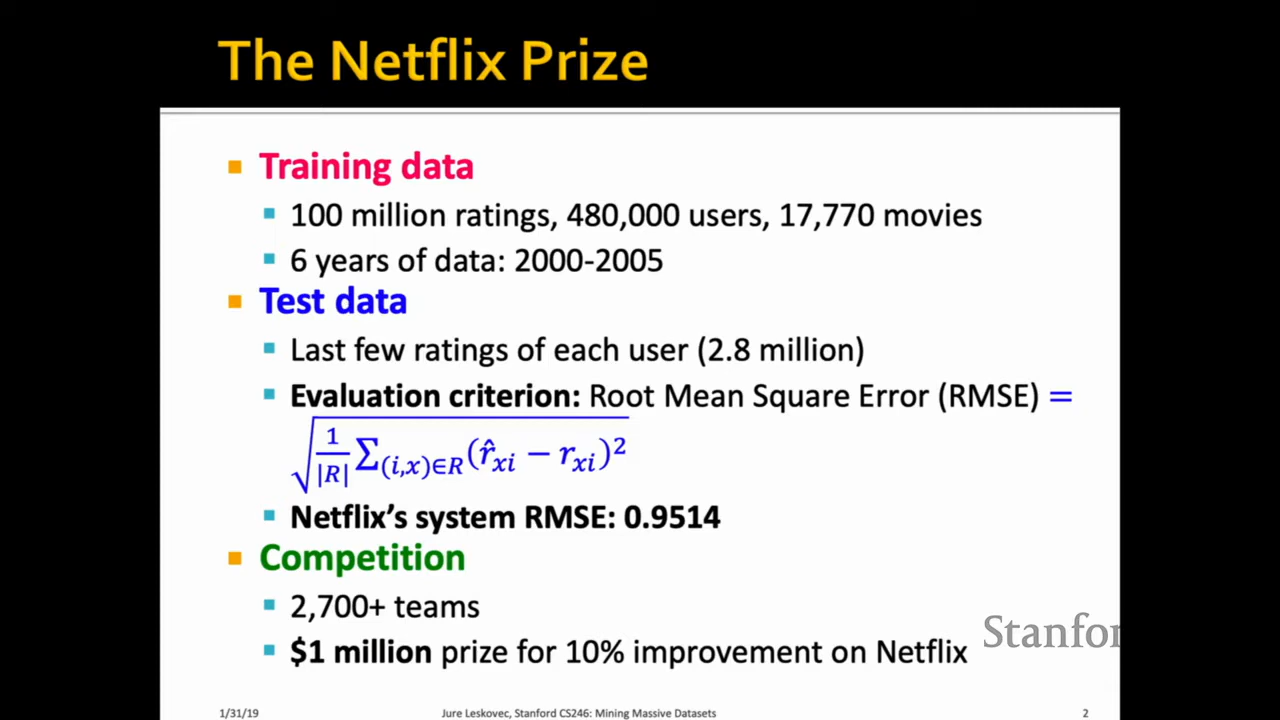 The Netflix Prize
Training data
100 million ratings, 480,000 users, 17,770 movies
6 years of data: 2000-2005
Test data
Last few ratings of each user (2.8 million)
Evaluation criterion: Root Mean Square Error (RMSE) =
√(1/|R| ∑(i,x)∈R (r̂xi − rxi)²)
Netflix's system RMSE: 0.9514
Competition
2,700+ teams
$1 million prize for 10% improvement on Netflix
Stanfor
1/31/19 Jure Leskovec, Stanford CS246: Mining Massive Datasets 2